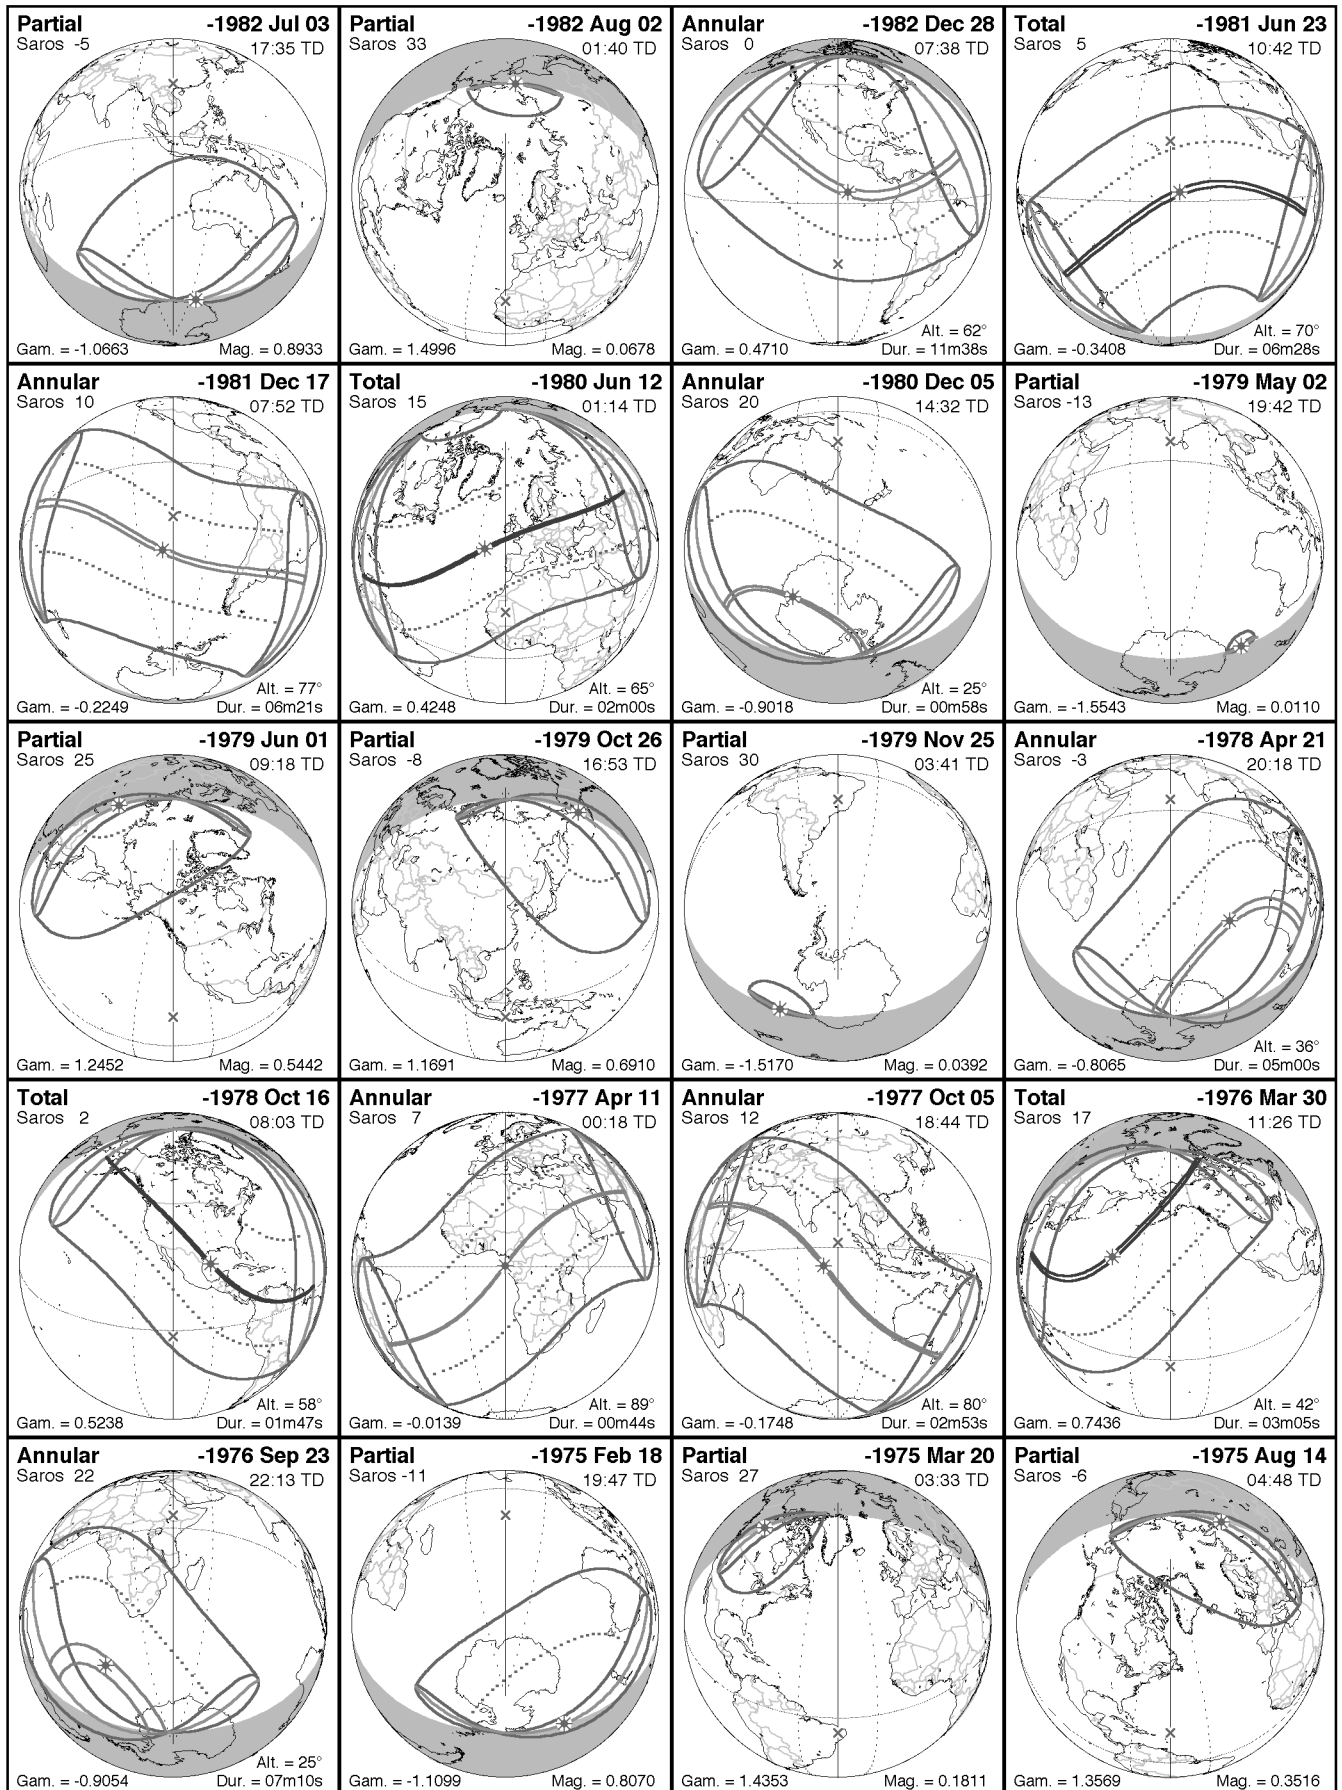 Partial -1982 Jul 03
Saros -5 17:35 TD
Gam. = -1.0663 Mag. = 0.8933
Partial -1982 Aug 02
Saros 33 01:40 TD
Gam. = 1.4996 Mag. = 0.0678
Annular -1982 Dec 28
Saros 0 07:38 TD
Alt. = 62°
Gam. = 0.4710 Dur. = 11m38s
Total -1981 Jun 23
Saros 5 10:42 TD
Alt. = 70°
Gam. = -0.3408 Dur. = 06m28s
Annular -1981 Dec 17
Saros 10 07:52 TD
Alt. = 77°
Gam. = -0.2249 Dur. = 06m21s
Total -1980 Jun 12
Saros 15 01:14 TD
Alt. = 65°
Gam. = 0.4248 Dur. = 02m00s
Annular -1980 Dec 05
Saros 20 14:32 TD
Alt. = 25°
Gam. = -0.9018 Dur. = 00m58s
Partial -1979 May 02
Saros -13 19:42 TD
Gam. = -1.5543 Mag. = 0.0110
Partial -1979 Jun 01
Saros 25 09:18 TD
Gam. = 1.2452 Mag. = 0.5442
Partial -1979 Oct 26
Saros -8 16:53 TD
Gam. = 1.1691 Mag. = 0.6910
Partial -1979 Nov 25
Saros 30 03:41 TD
Gam. = -1.5170 Mag. = 0.0392
Annular -1978 Apr 21
Saros -3 20:18 TD
Alt. = 36°
Gam. = -0.8065 Dur. = 05m00s
Total -1978 Oct 16
Saros 2 08:03 TD
Alt. = 58°
Gam. = 0.5238 Dur. = 01m47s
Annular -1977 Apr 11
Saros 7 00:18 TD
Alt. = 89°
Gam. = -0.0139 Dur. = 00m44s
Annular -1977 Oct 05
Saros 12 18:44 TD
Alt. = 80°
Gam. = -0.1748 Dur. = 02m53s
Total -1976 Mar 30
Saros 17 11:26 TD
Alt. = 42°
Gam. = 0.7436 Dur. = 03m05s
Annular -1976 Sep 23
Saros 22 22:13 TD
Alt. = 25°
Gam. = -0.9054 Dur. = 07m10s
Partial -1975 Feb 18
Saros -11 19:47 TD
Gam. = -1.1099 Mag. = 0.8070
Partial -1975 Mar 20
Saros 27 03:33 TD
Gam. = 1.4353 Mag. = 0.1811
Partial -1975 Aug 14
Saros -6 04:48 TD
Gam. = 1.3569 Mag. = 0.3516